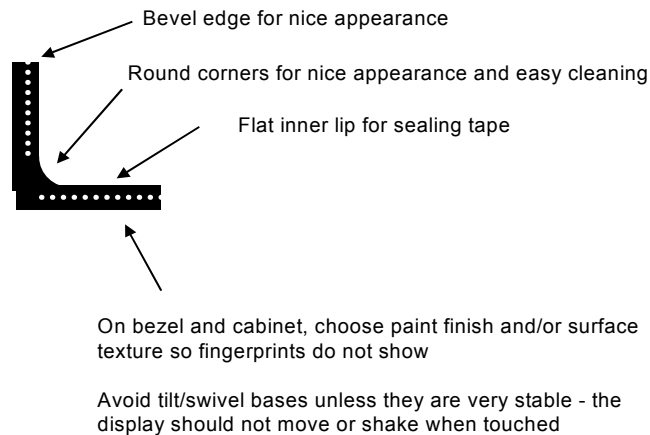 Bevel edge for nice appearance
Round corners for nice appearance and easy cleaning
Flat inner lip for sealing tape
On bezel and cabinet, choose paint finish and/or surface
texture so fingerprints do not show
Avoid tilt/swivel bases unless they are very stable - the
display should not move or shake when touched